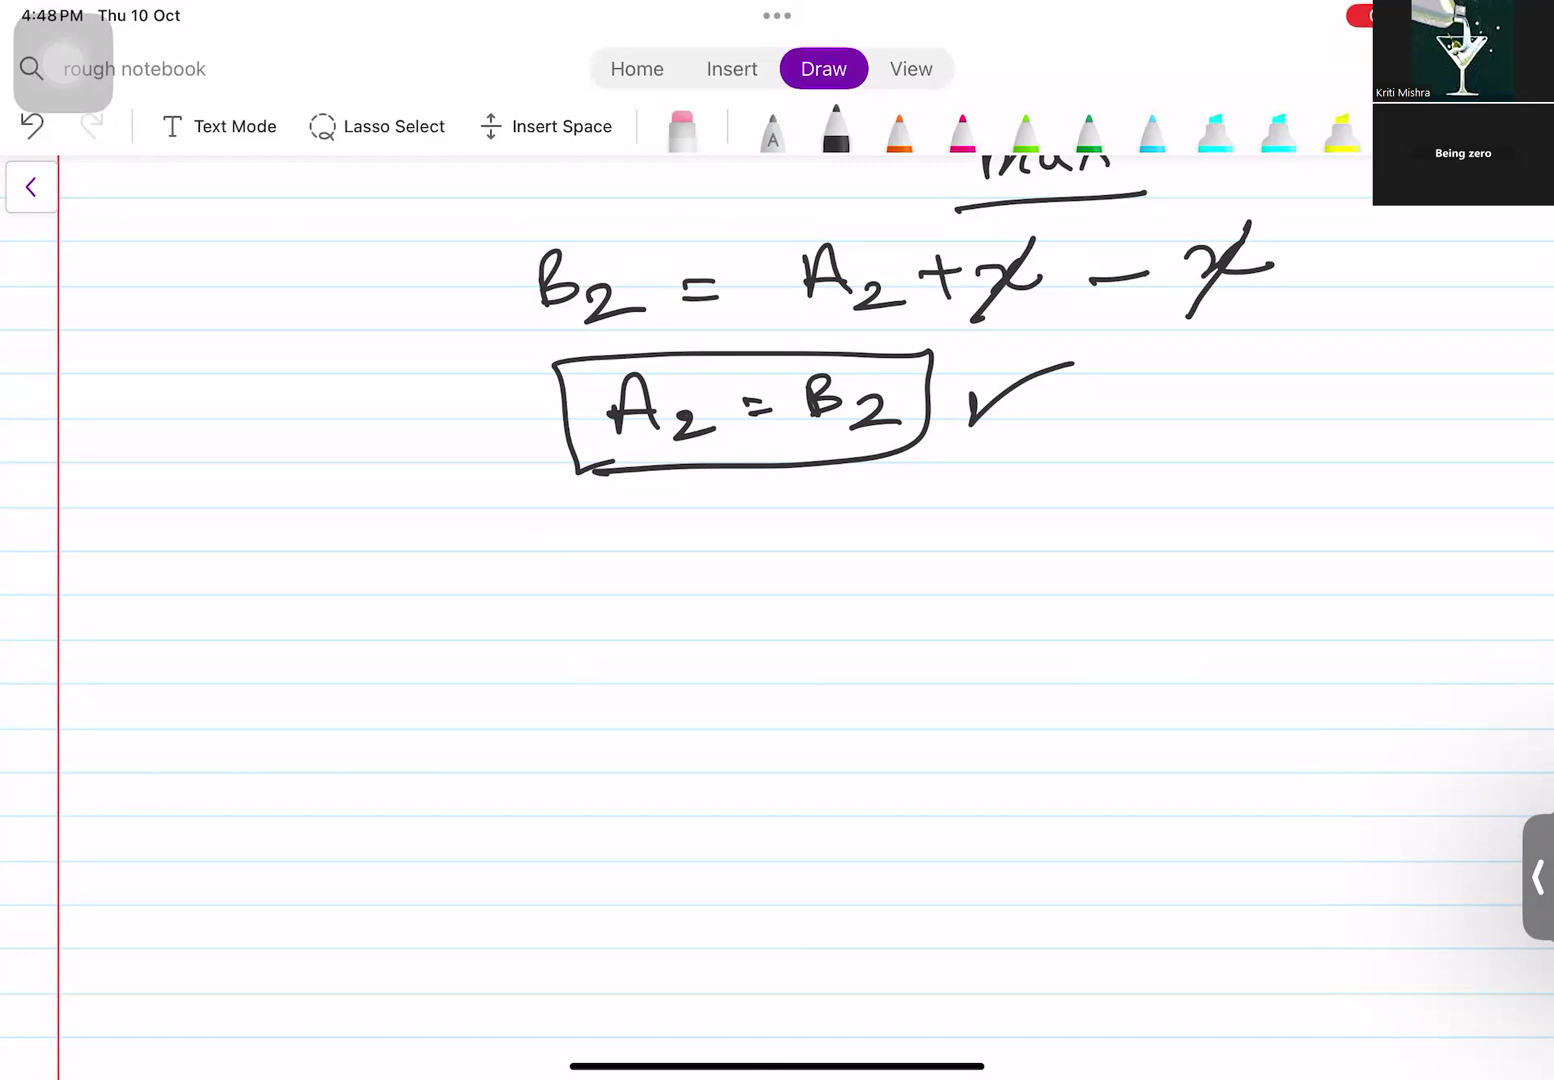 4:48 PM Thu 10 Oct
rough notebook
Home Insert Draw View
Text Mode Lasso Select Insert Space
A
Kriti Mishra
Being zero
B2 = A2 + x - x
A2 = B2 ✓